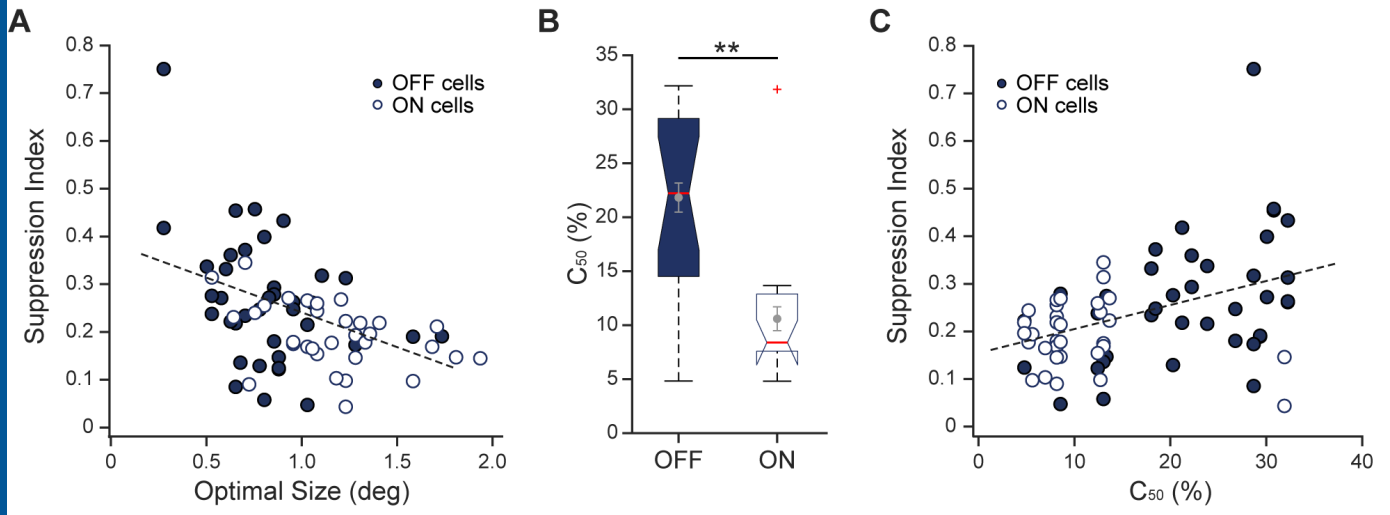 A
Suppression Index
0.8
0.7
0.6
0.5
0.4
0.3
0.2
0.1
0
OFF cells
ON cells
0
0.5
1.0
1.5
2.0
Optimal Size (deg)
B
C₅₀ (%)
35
30
25
20
15
10
5
0
**
+
OFF
ON
C
Suppression Index
0.8
0.7
0.6
0.5
0.4
0.3
0.2
0.1
0
OFF cells
ON cells
0
10
20
30
40
C₅₀ (%)